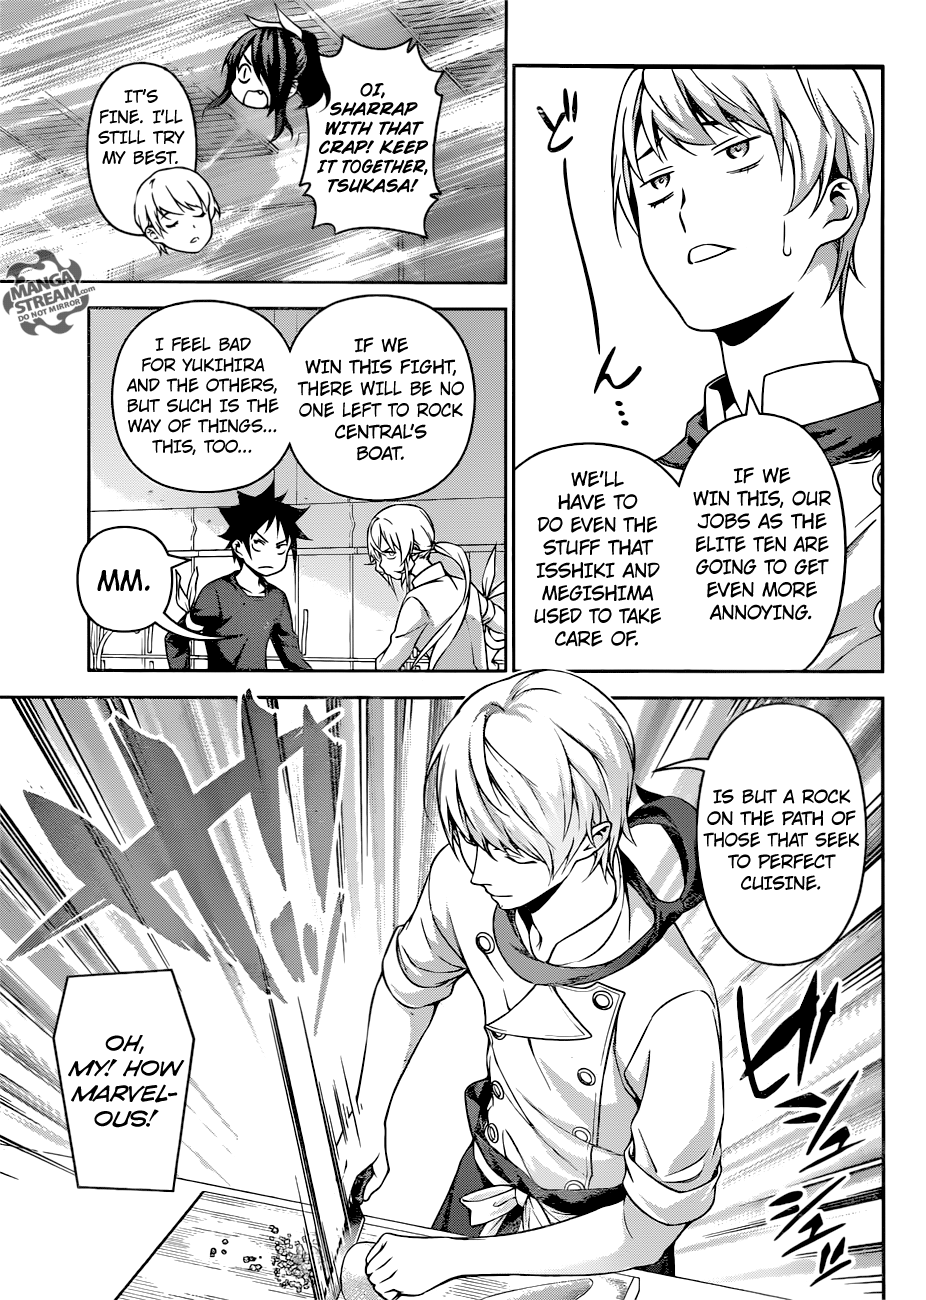 どーん……
IF WE
WIN THIS, OUR
JOBS AS THE
ELITE TEN ARE
GOING TO GET
EVEN MORE
ANNOYING.
WE'LL
HAVE TO
DO EVEN THE
STUFF THAT
ISSHIKI AND
MEGISHIMA
USED TO TAKE
CARE OF.
OI,
SHARRAP
WITH THAT
CRAP! KEEP
IT TOGETHER,
TSUKASA!
IT'S
FINE. I'LL
STILL TRY
MY BEST.
MANGA
STREAM.com
DO NOT MIRROR
IF WE
WIN THIS FIGHT,
THERE WILL BE NO
ONE LEFT TO ROCK
CENTRAL'S
BOAT.
I FEEL BAD
FOR YUKIHIRA
AND THE OTHERS,
BUT SUCH IS THE
WAY OF THINGS...
THIS, TOO...
MM.
IS BUT A ROCK
ON THE PATH OF
THOSE THAT SEEK
TO PERFECT
CUISINE.
ビシュシュ
OH,
MY! HOW
MARVEL-
OUS!